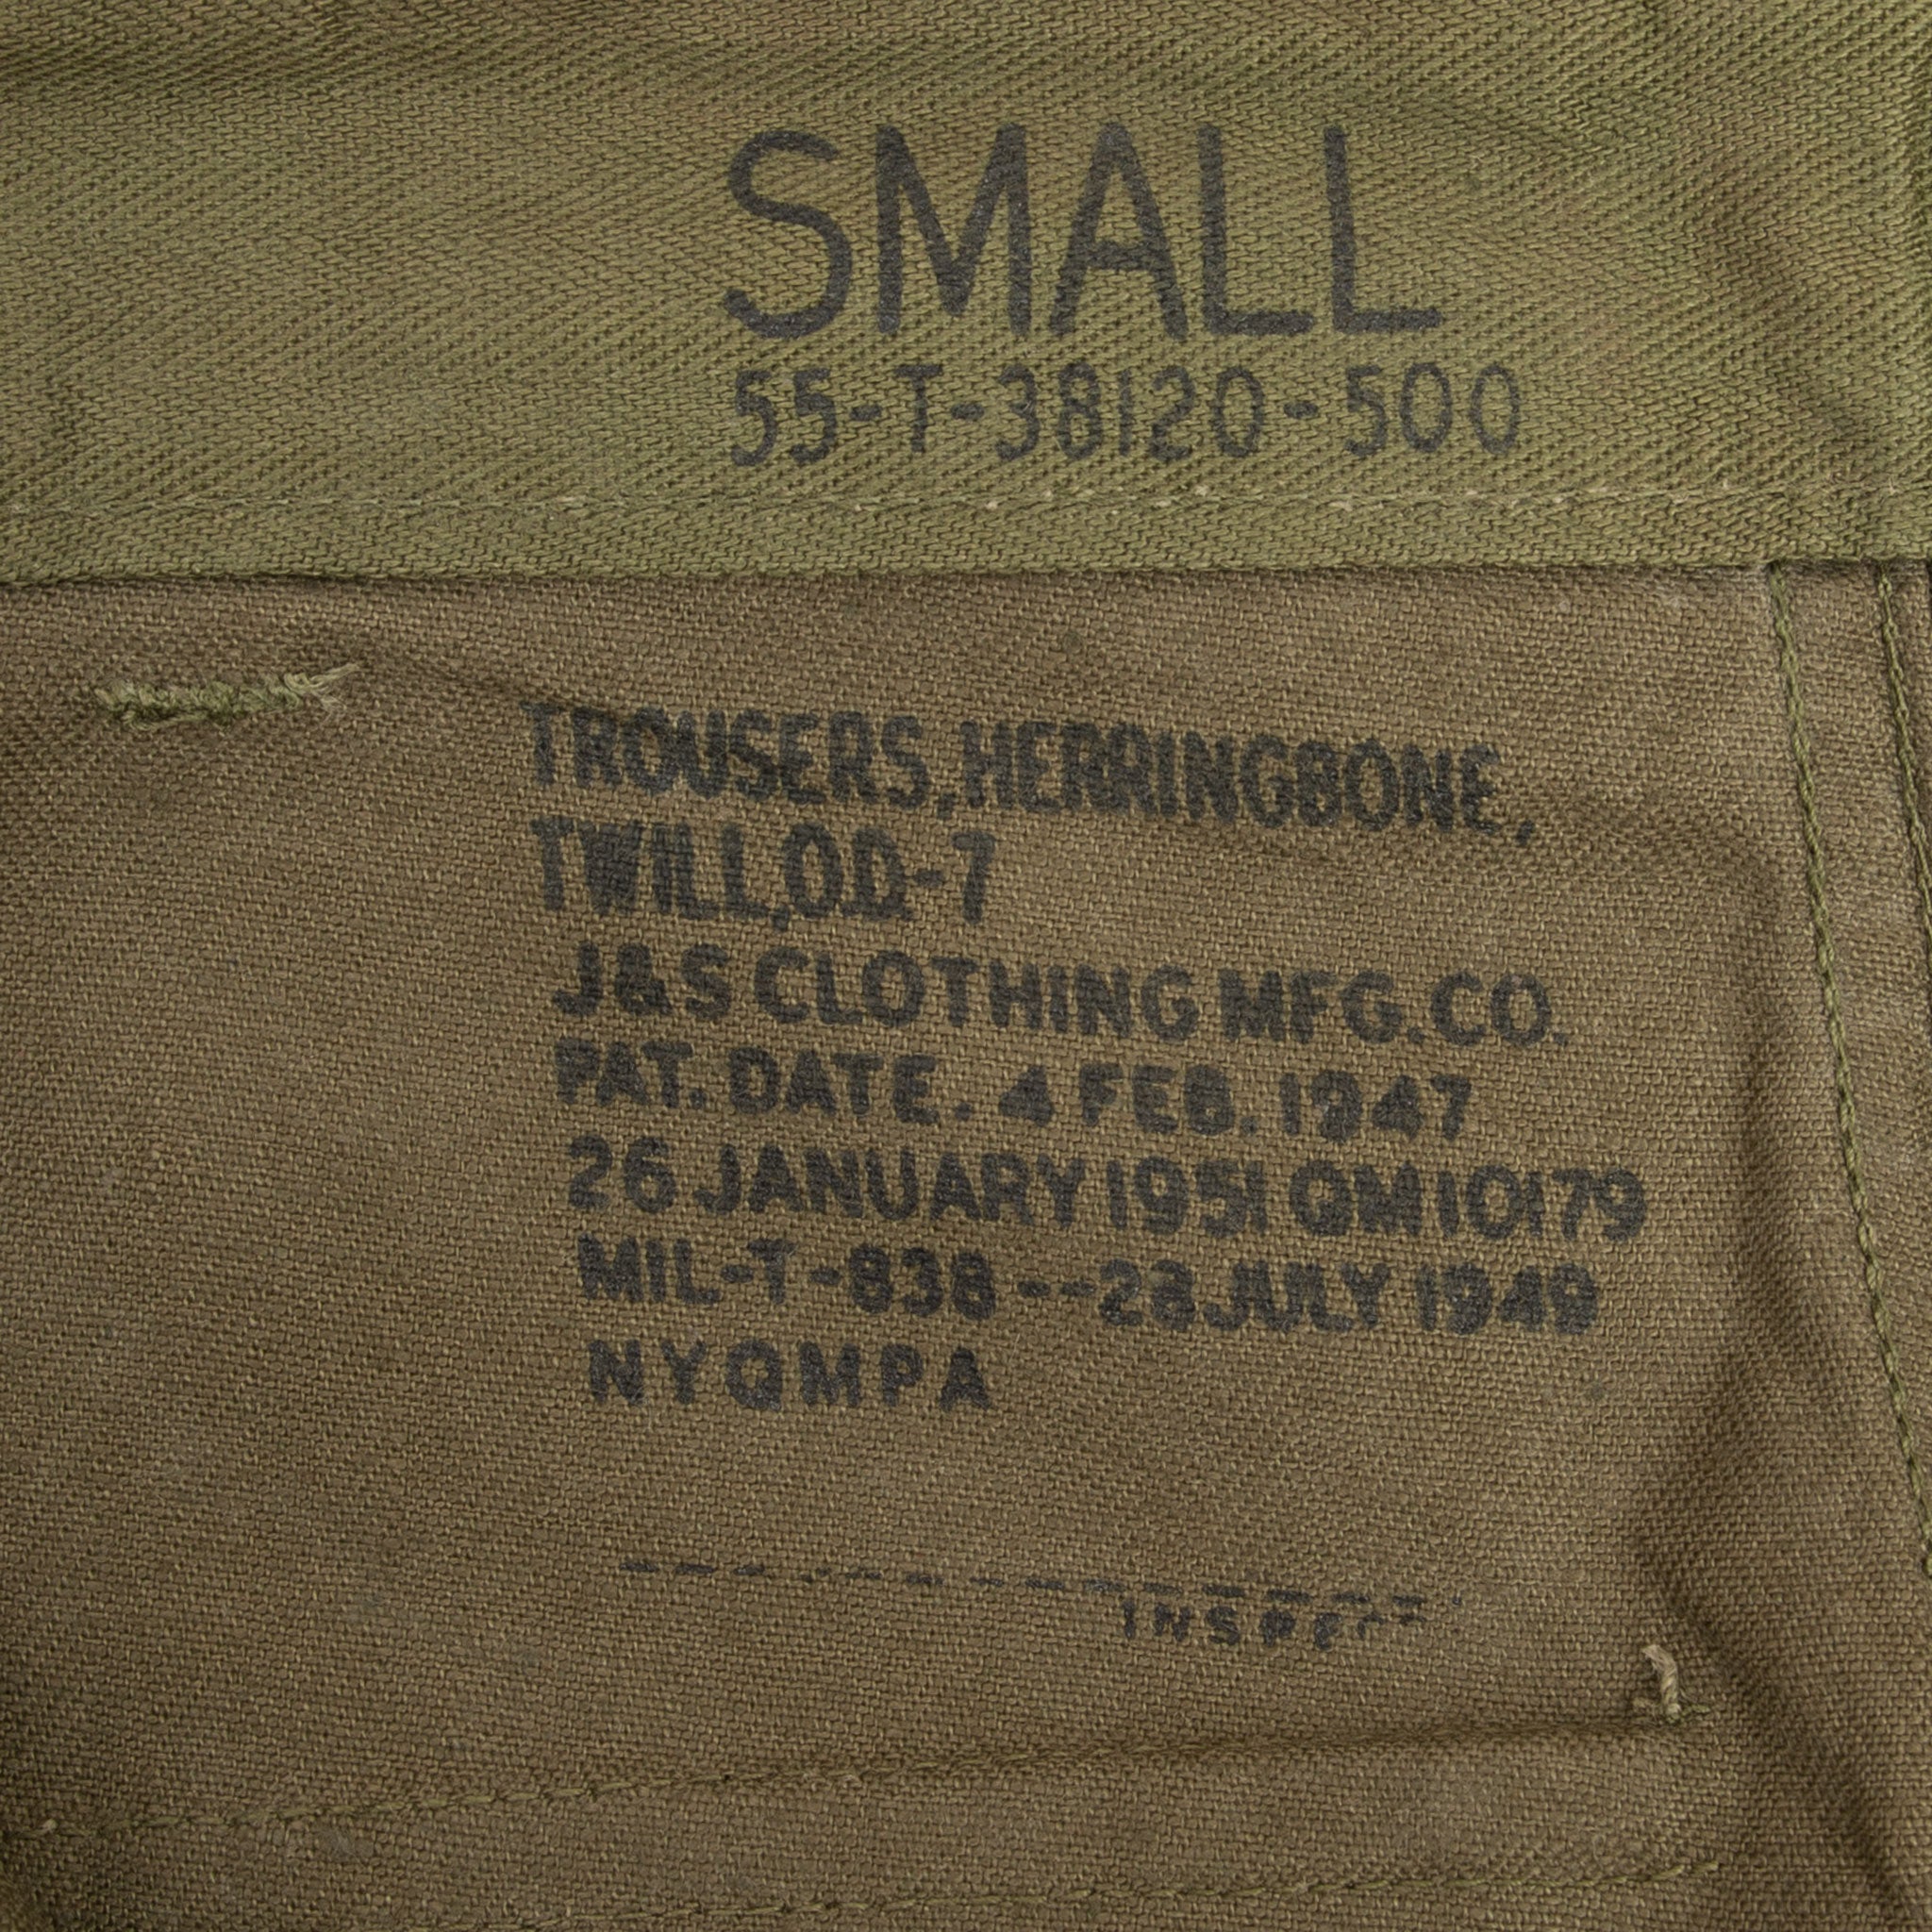 SMALL
55-T-38120-500
TROUSERS, HERRINGBONE,
TWILL, O.D.-7
J&S CLOTHING MFG. CO.
PAT. DATE. 4 FEB. 1947
26 JANUARY 1951 QM 10179
MIL-T-838---28 JULY 1949
NYQMPA